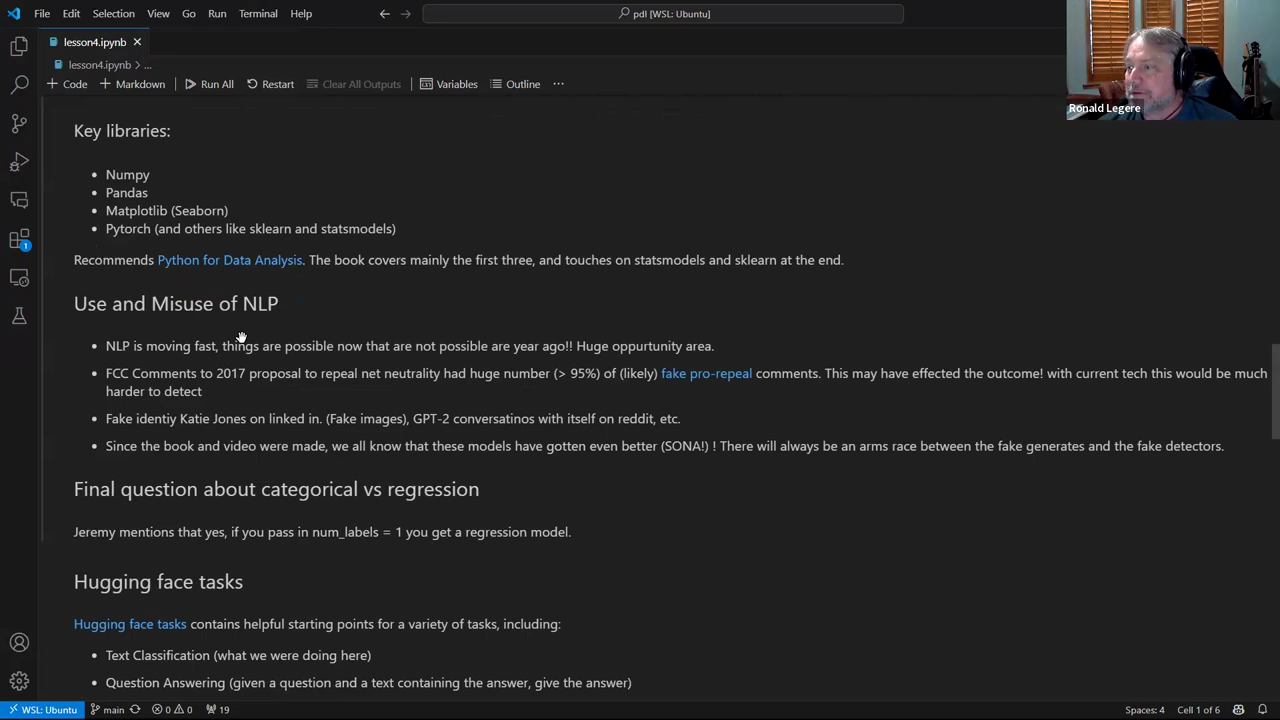 File Edit Selection View Go Run Terminal Help
pdl [WSL: Ubuntu]
lesson4.ipynb
lesson4.ipynb > ...
+ Code + Markdown Run All Restart Clear All Outputs Variables Outline ...
Ronald Legere
Key libraries:
• Numpy
• Pandas
• Matplotlib (Seaborn)
• Pytorch (and others like sklearn and statsmodels)
Recommends Python for Data Analysis. The book covers mainly the first three, and touches on statsmodels and sklearn at the end.
Use and Misuse of NLP
• NLP is moving fast, things are possible now that are not possible are year ago!! Huge oppurtunity area.
• FCC Comments to 2017 proposal to repeal net neutrality had huge number (> 95%) of (likely) fake pro-repeal comments. This may have effected the outcome! with current tech this would be much
harder to detect
• Fake identiy Katie Jones on linked in. (Fake images), GPT-2 conversatinos with itself on reddit, etc.
• Since the book and video were made, we all know that these models have gotten even better (SONA!) ! There will always be an arms race between the fake generates and the fake detectors.
Final question about categorical vs regression
Jeremy mentions that yes, if you pass in num_labels = 1 you get a regression model.
Hugging face tasks
Hugging face tasks contains helpful starting points for a variety of tasks, including:
• Text Classification (what we were doing here)
• Question Answering (given a question and a text containing the answer, give the answer)
1
WSL: Ubuntu main 0 0 19 Spaces: 4 Cell 1 of 6